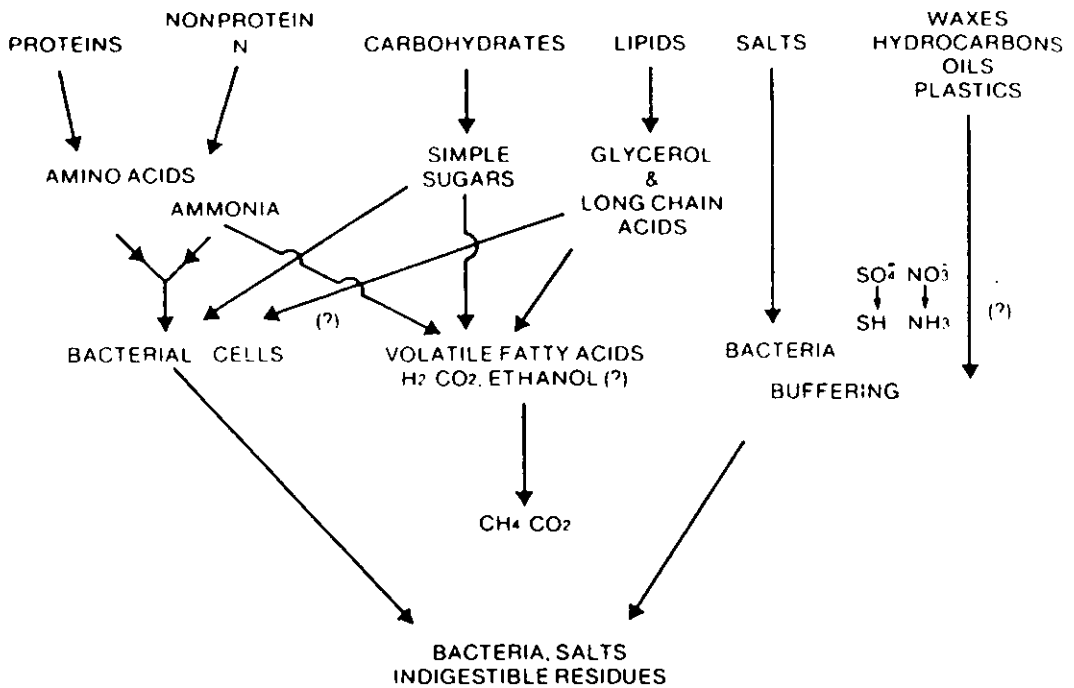 PROTEINS
NONPROTEIN
N
CARBOHYDRATES
LIPIDS
SALTS
WAXES
HYDROCARBONS
OILS
PLASTICS
AMINO ACIDS
AMMONIA
SIMPLE
SUGARS
GLYCEROL
&
LONG CHAIN
ACIDS
SO4= NO3-
SH NH3
(?)
(?)
BACTERIAL CELLS
VOLATILE FATTY ACIDS
H2 CO2, ETHANOL (?)
BACTERIA
BUFFERING
CH4 CO2
BACTERIA, SALTS
INDIGESTIBLE RESIDUES